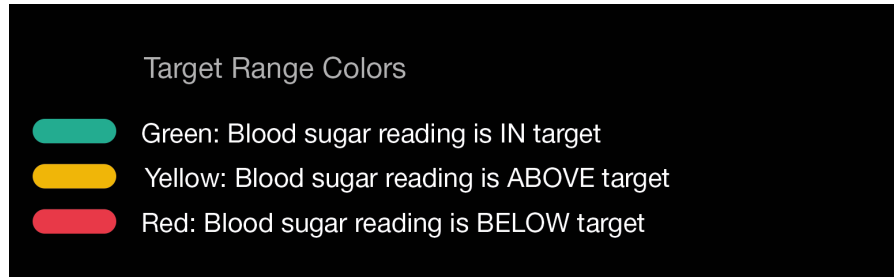 Target Range Colors
Green: Blood sugar reading is IN target
Yellow: Blood sugar reading is ABOVE target
Red: Blood sugar reading is BELOW target